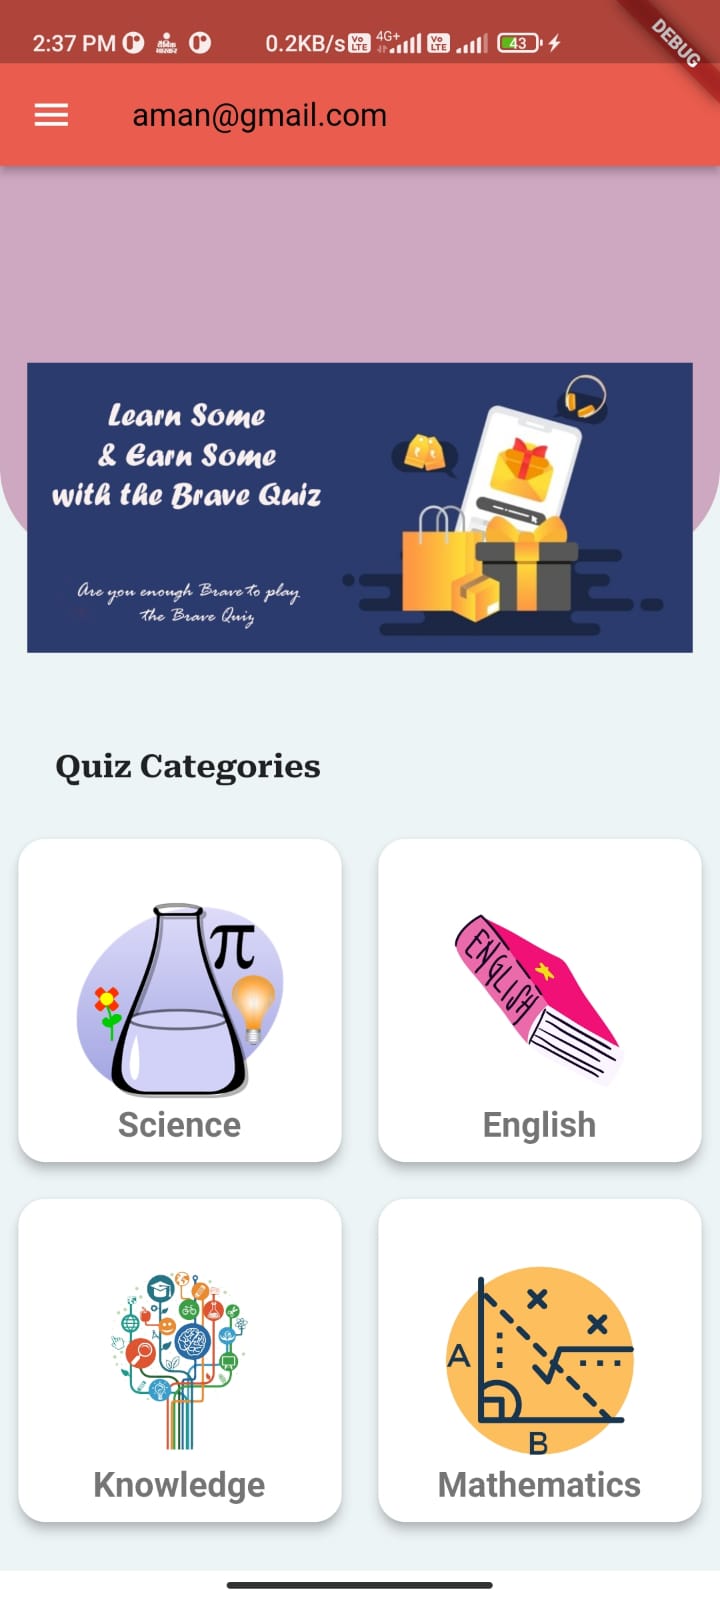 2:37 PM 0.2KB/s Vo LTE 4G+ Vo LTE 43
DEBUG
aman@gmail.com
Learn Some
& Earn Some
with the Brave Quiz
Are you enough Brave to play
the Brave Quiz
Quiz Categories
π
ENGLISH
Science
English
A
B
Knowledge
Mathematics